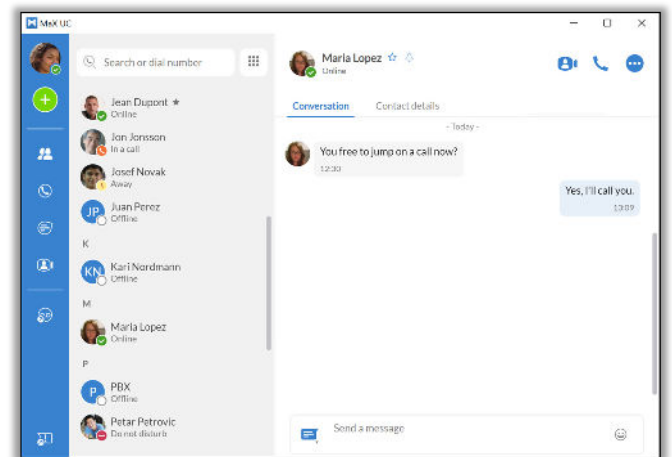 MaX UC
Search or dial number
Jean Dupont ★
Online
Jon Jonsson
In a call
Josef Novak
Away
JP
Juan Perez
Offline
K
KN
Kari Nordmann
Offline
M
Maria Lopez
Online
P
P
PBX
Offline
Petar Petrovic
Do not disturb
Maria Lopez
Online
Conversation
Contact details
- Today -
You free to jump on a call now?
12:30
Yes, I'll call you.
13:09
Send a message